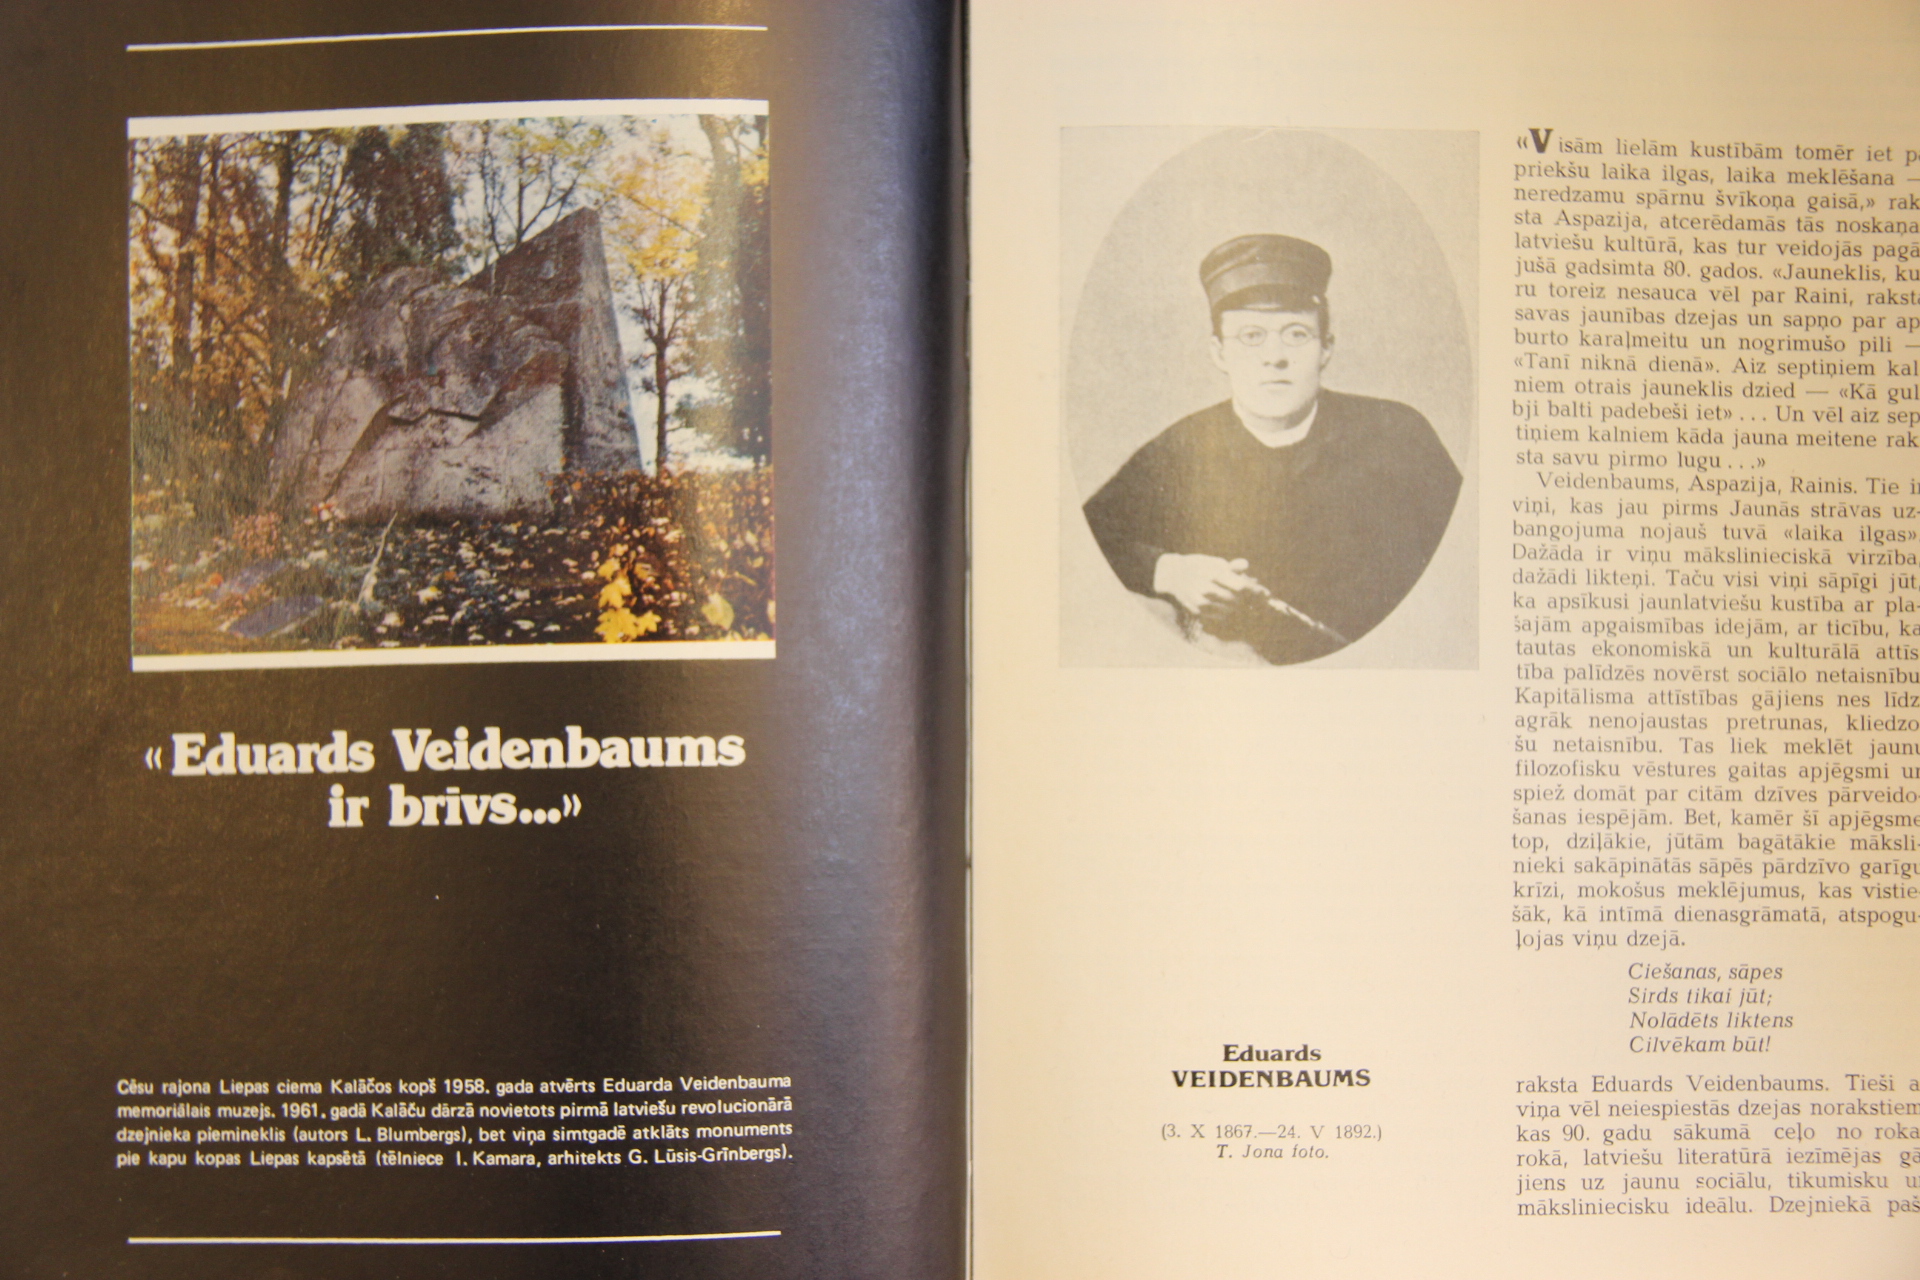 «Eduards Veidenbaums
ir brīvs...»
Cēsu rajona Liepas ciema Kalāčos kopš 1958. gada atvērts Eduarda Veidenbauma
memoriālais muzejs. 1961. gadā Kalāču dārzā novietots pirmā latviešu revolucionārā
dzejnieka piemineklis (autors L. Blumbergs), bet viņa simtgadē atklāts monuments
pie kapu kopas Liepas kapsētā (tēlniece I. Kamara, arhitekts G. Lūsis-Grīnbergs).
Eduards
VEIDENBAUMS
(3. X 1867.—24. V 1892.)
T. Jona foto.
«Visām lielām kustībām tomēr iet
priekšu laika ilgas, laika meklēšana —
neredzamu spārnu švīkoņa gaisā,» rak
sta Aspazija, atcerēdamās tās noskaņa
latviešu kultūrā, kas tur veidojās pagā
jušā gadsimta 80. gados. «Jauneklis, ku
ru toreiz nesauca vēl par Raini, raksta
savas jaunības dzejas un sapņo par ap
burto karaļmeitu un nogrimušo pili —
«Tanī niknā dienā». Aiz septiņiem kal
niem otrais jauneklis dzied — «Kā gul
bji balti padebeši iet» . . . Un vēl aiz sep
tiņiem kalniem kāda jauna meitene rak
sta savu pirmo lugu . . .»
Veidenbaums, Aspazija, Rainis. Tie ir
viņi, kas jau pirms Jaunās strāvas uz-
bangojuma nojauš tuvā «laika ilgas»
Dažāda ir viņu mākslinieciskā virzība,
dažādi likteņi. Taču visi viņi sāpīgi jūt,
ka apsīkusi jaunlatviešu kustība ar pla-
šajām apgaismības idejām, ar ticību, ka
tautas ekonomiskā un kulturālā attīs
tība palīdzēs novērst sociālo netaisnību
Kapitālisma attīstības gājiens nes līdz
agrāk nenojaustas pretrunas, kliedzo
šu netaisnību. Tas liek meklēt jaunu
filozofisku vēstures gaitas apjēgsmi un
spiež domāt par citām dzīves pārveido-
šanas iespējām. Bet, kamēr šī apjēgsme
top, dziļākie, jūtām bagātākie māksli-
nieki sakāpinātās sāpēs pārdzīvo garīgu
krīzi, mokošus meklējumus, kas vistie-
šāk, kā intīmā dienasgrāmatā, atspogu-
ļojas viņu dzejā.
Ciešanas, sāpes
Sirds tikai jūt;
Nolādēts liktens
Cilvēkam būt!
raksta Eduards Veidenbaums. Tieši a
viņa vēl neiespiestās dzejas norakstiem
kas 90. gadu sākumā ceļo no roka
rokā, latviešu literatūrā iezīmējas gā
jiens uz jaunu sociālu, tikumisku u
māksliniecisku ideālu. Dzejniekā paš